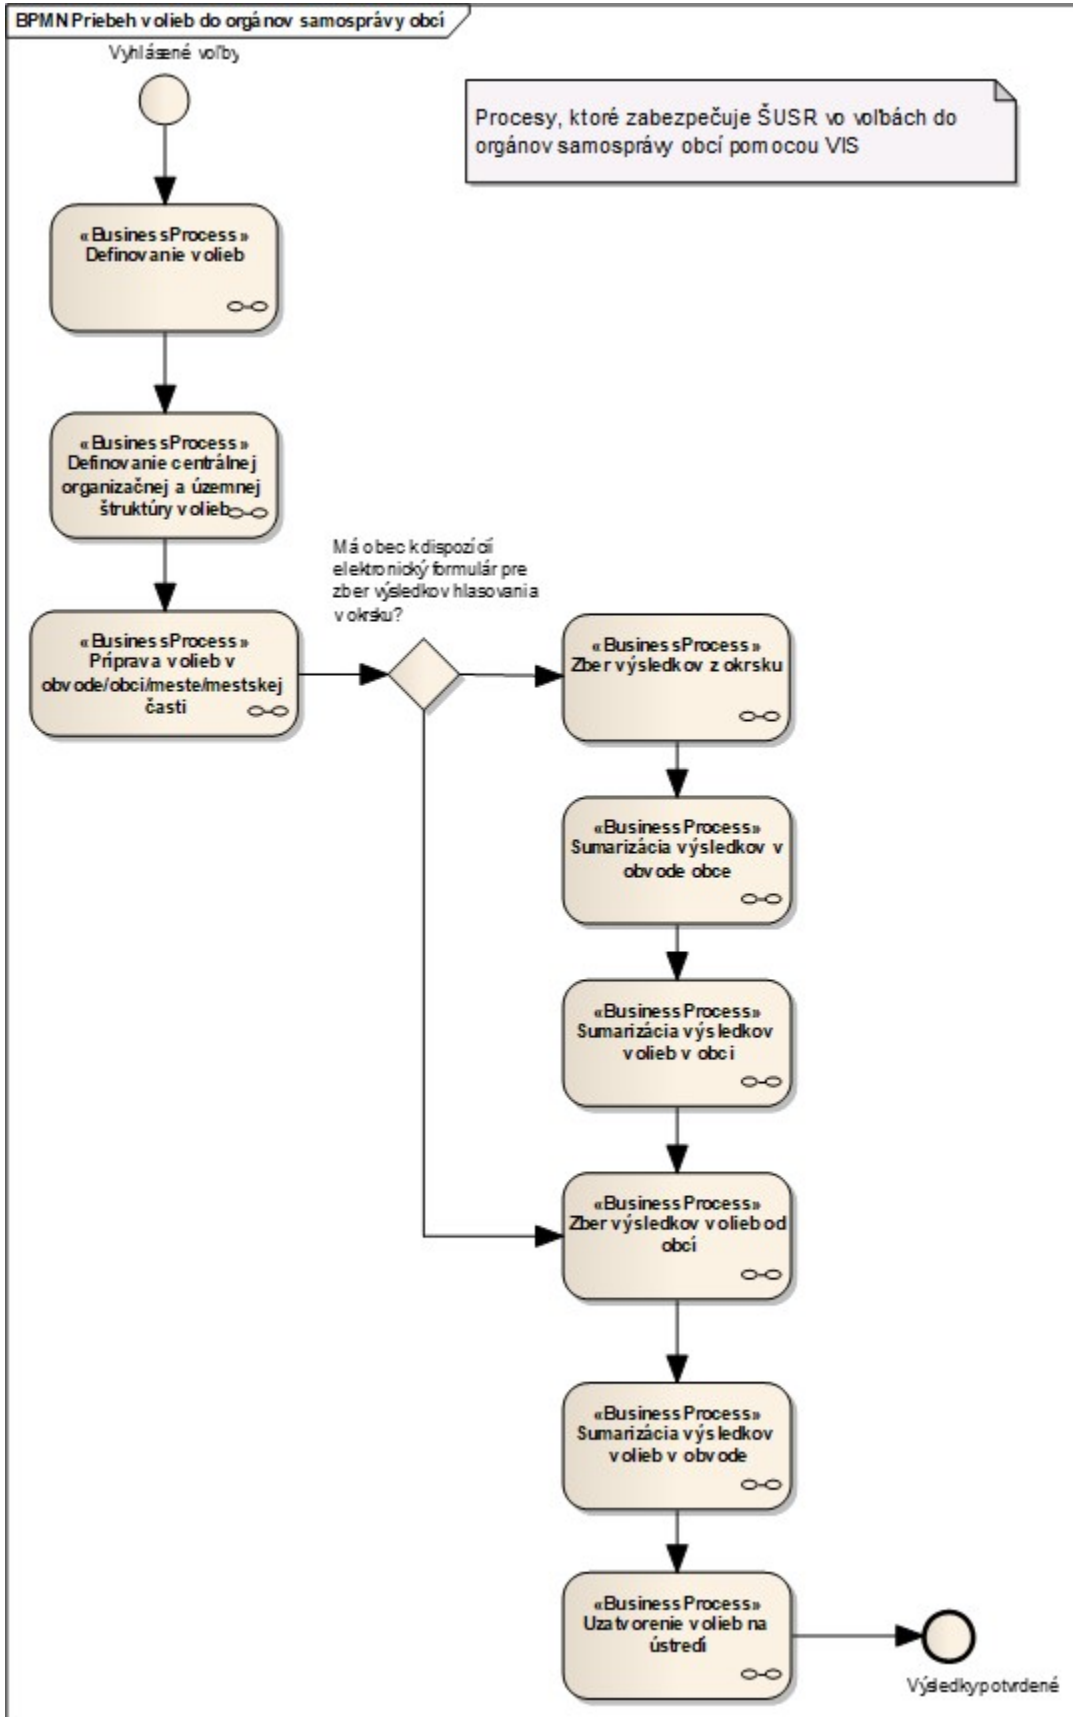 BPMN Priebeh volieb do orgánov samosprávy obcí
Vyhlásené voľby
Procesy, ktoré zabezpečuje ŠUSR vo voľbách do
orgánov samosprávy obcí pomocou VIS
«BusinessProcess»
Definovanie volieb
«BusinessProcess»
Definovanie centrálnej
organizačnej a územnej
štruktúry volieb
Má obec k dispozícií
elektronický formulár pre
zber výsledkov hlasovania
v okrsku?
«BusinessProcess»
Príprava volieb v
obvode/obci/meste/mestskej
časti
«BusinessProcess»
Zber výsledkov z okrsku
«BusinessProcess»
Sumarizácia výsledkov v
obvode obce
«BusinessProcess»
Sumarizácia výsledkov
volieb v obci
«BusinessProcess»
Zber výsledkov volieb od
obcí
«BusinessProcess»
Sumarizácia výsledkov
volieb v obvode
«BusinessProcess»
Uzatvorenie volieb na
ústredí
Výsledky potvrdené